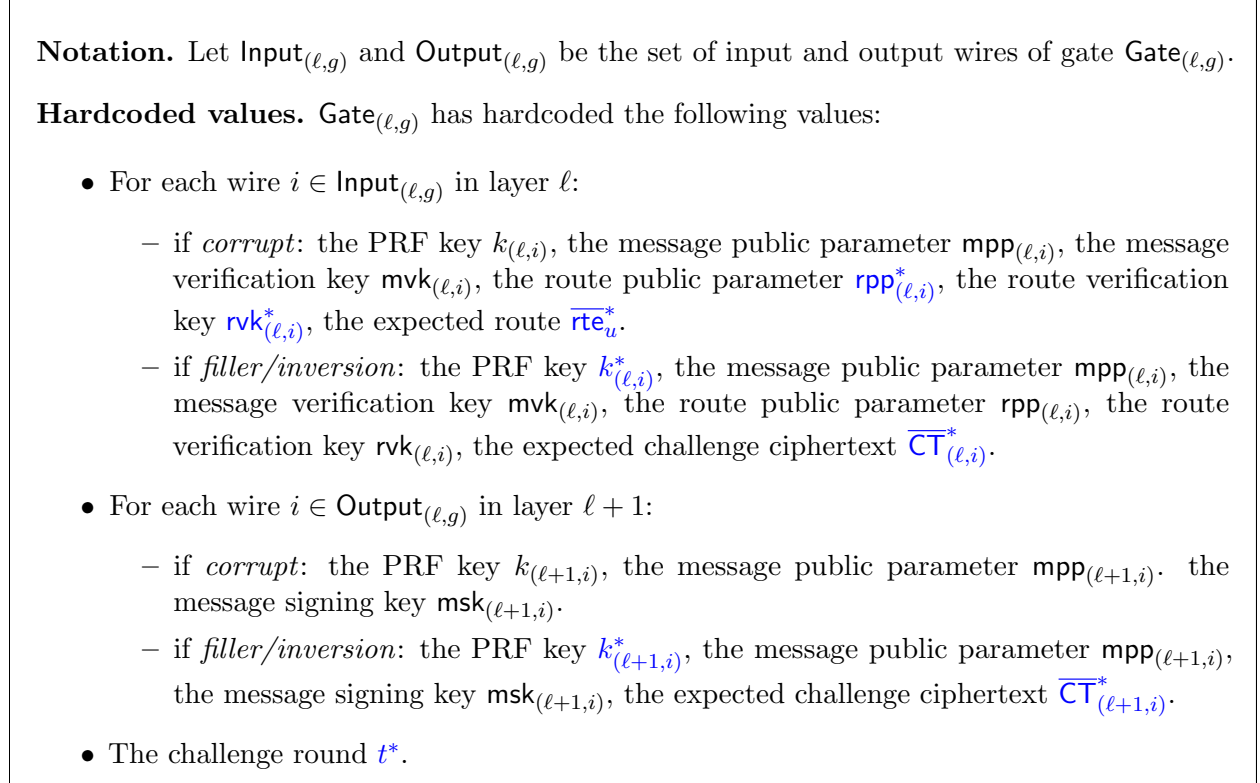 Notation. Let Input_(ℓ,g) and Output_(ℓ,g) be the set of input and output wires of gate Gate_(ℓ,g).
Hardcoded values. Gate_(ℓ,g) has hardcoded the following values:
• For each wire i ∈ Input_(ℓ,g) in layer ℓ:
– if corrupt: the PRF key k_(ℓ,i), the message public parameter mpp_(ℓ,i), the message
verification key mvk_(ℓ,i), the route public parameter rpp*_(ℓ,i), the route verification
key rvk*_(ℓ,i), the expected route \overline{rte}*_u.
– if filler/inversion: the PRF key k*_(ℓ,i), the message public parameter mpp_(ℓ,i), the
message verification key mvk_(ℓ,i), the route public parameter rpp_(ℓ,i), the route
verification key rvk_(ℓ,i), the expected challenge ciphertext \overline{CT}*_(ℓ,i).
• For each wire i ∈ Output_(ℓ,g) in layer ℓ + 1:
– if corrupt: the PRF key k_(ℓ+1,i), the message public parameter mpp_(ℓ+1,i). the
message signing key msk_(ℓ+1,i).
– if filler/inversion: the PRF key k*_(ℓ+1,i), the message public parameter mpp_(ℓ+1,i),
the message signing key msk_(ℓ+1,i), the expected challenge ciphertext \overline{CT}*_(ℓ+1,i).
• The challenge round t*.